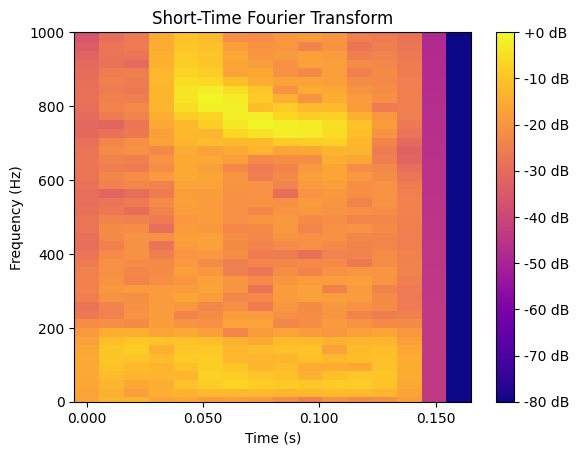 Short-Time Fourier Transform
1000
800
600
400
200
0
Frequency (Hz)
0.000
0.050
0.100
0.150
Time (s)
+0 dB
-10 dB
-20 dB
-30 dB
-40 dB
-50 dB
-60 dB
-70 dB
-80 dB